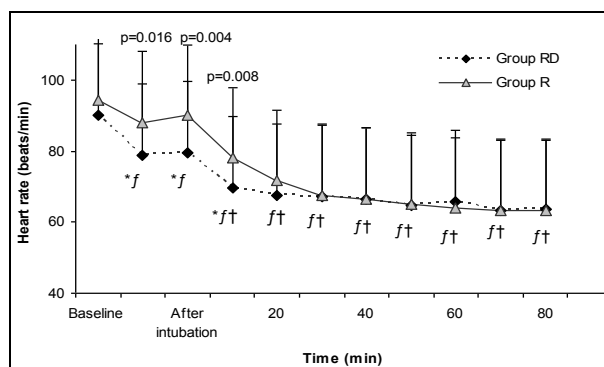 p=0.016 p=0.004
p=0.008
Group RD
Group R
Heart rate (beats/min)
100
80
60
40
*ƒ *ƒ
*ƒ† ƒ† ƒ† ƒ† ƒ† ƒ† ƒ† ƒ†
Baseline After intubation 20 40 60 80
Time (min)